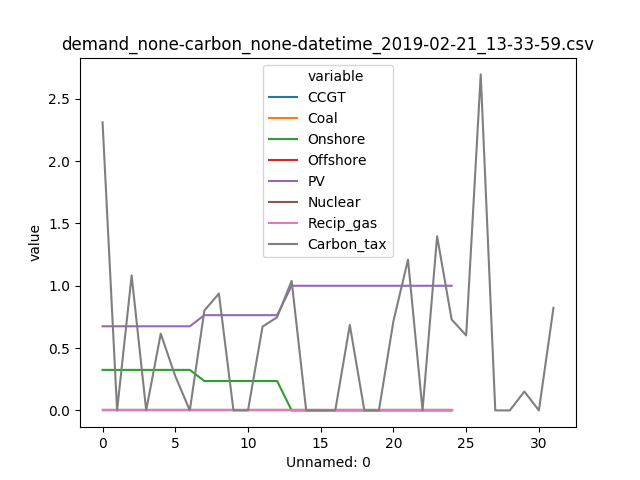 demand_none-carbon_none-datetime_2019-02-21_13-33-59.csv
variable
CCGT
Coal
Onshore
Offshore
PV
Nuclear
Recip_gas
Carbon_tax
value
2.5
2.0
1.5
1.0
0.5
0.0
0 5 10 15 20 25 30
Unnamed: 0